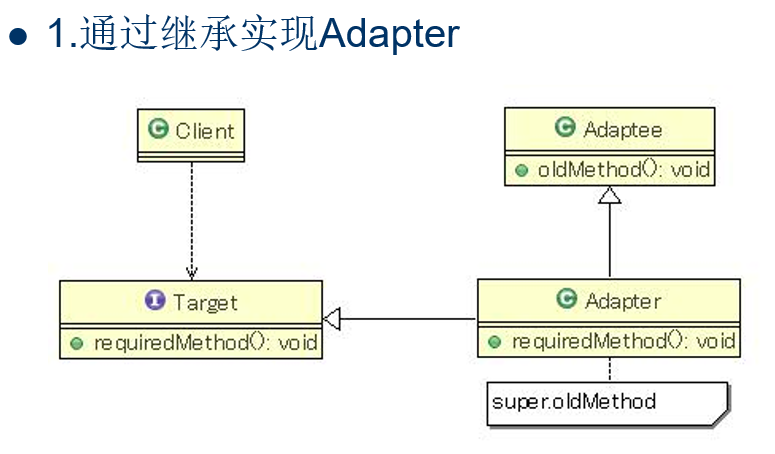 1.通过继承实现Adapter
C Client
C Adaptee
oldMethod(): void
I Target
requiredMethod(): void
C Adapter
requiredMethod(): void
super.oldMethod